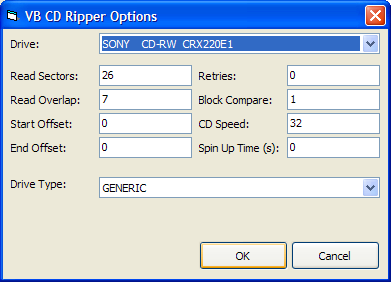 VB CD Ripper Options
Drive: SONY CD-RW CRX220E1
Read Sectors: 26 Retries: 0
Read Overlap: 7 Block Compare: 1
Start Offset: 0 CD Speed: 32
End Offset: 0 Spin Up Time (s): 0
Drive Type: GENERIC
OK Cancel